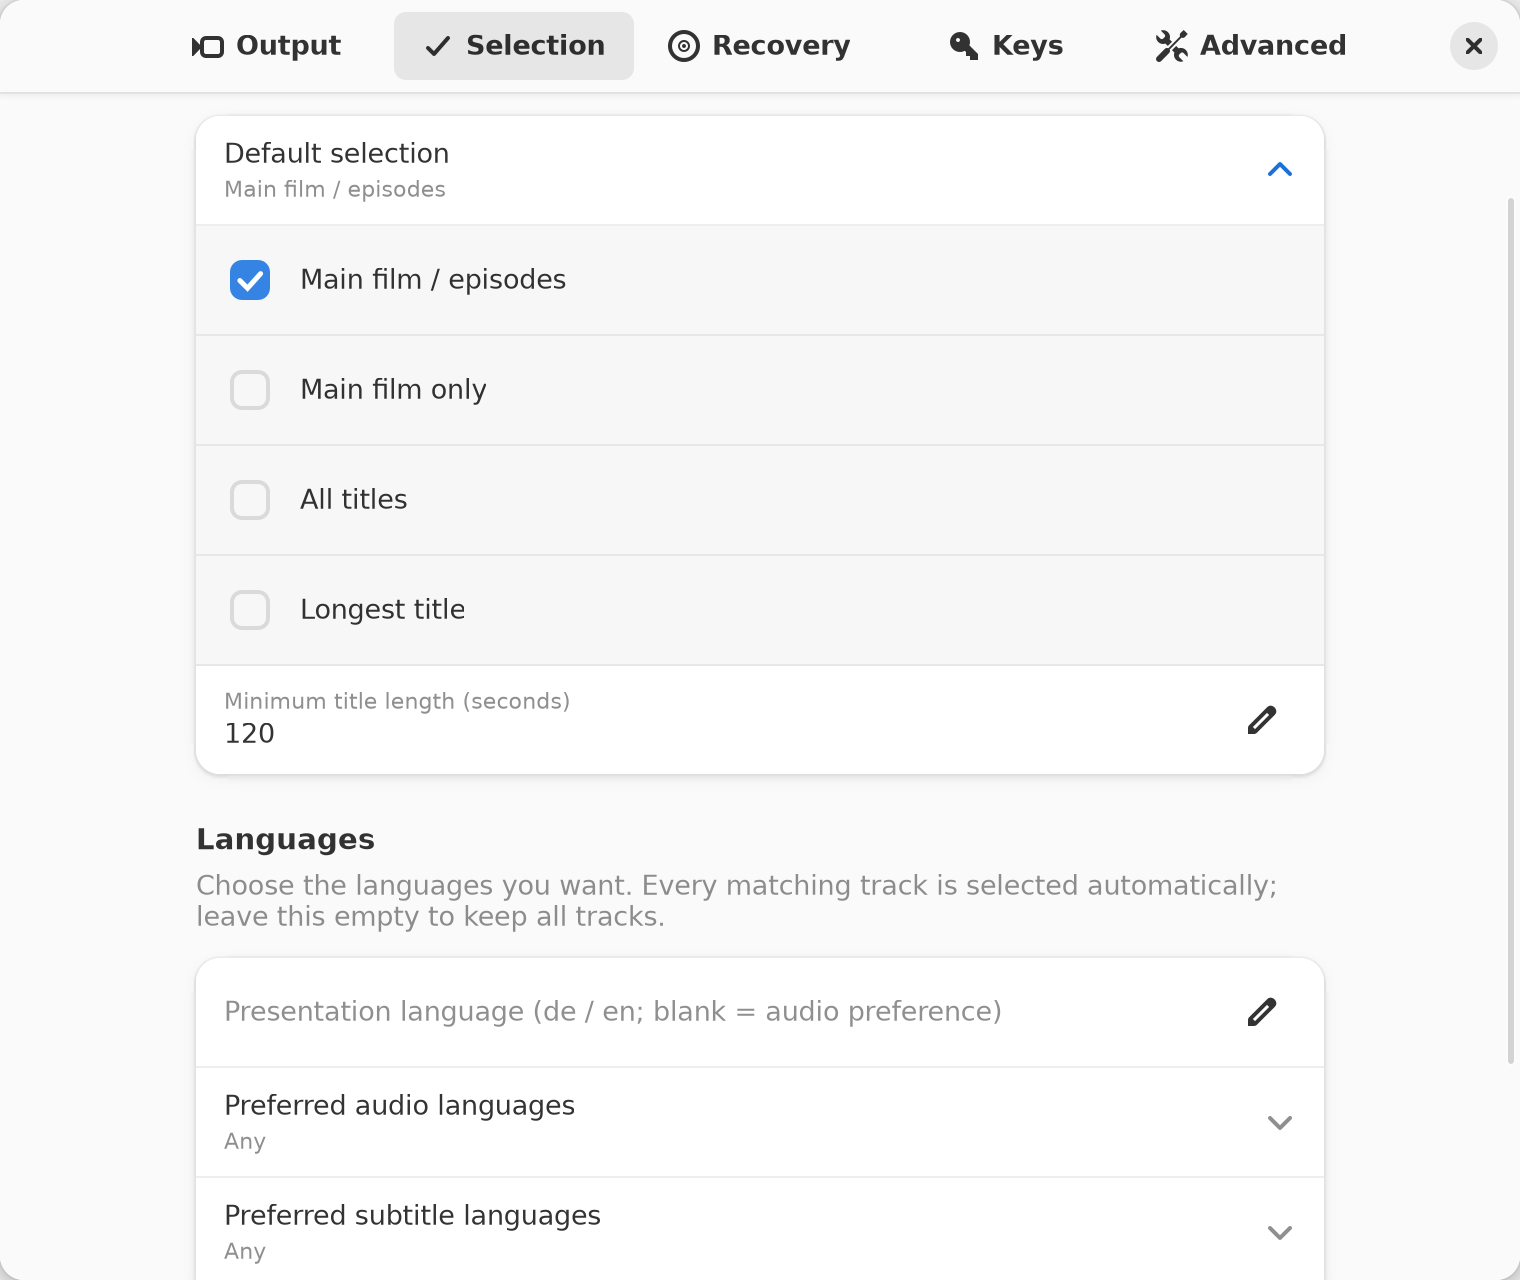 Output
Selection
Recovery
Keys
Advanced
Default selection
Main film / episodes
Main film / episodes
Main film only
All titles
Longest title
Minimum title length (seconds)
120
Languages
Choose the languages you want. Every matching track is selected automatically;
leave this empty to keep all tracks.
Presentation language (de / en; blank = audio preference)
Preferred audio languages
Any
Preferred subtitle languages
Any